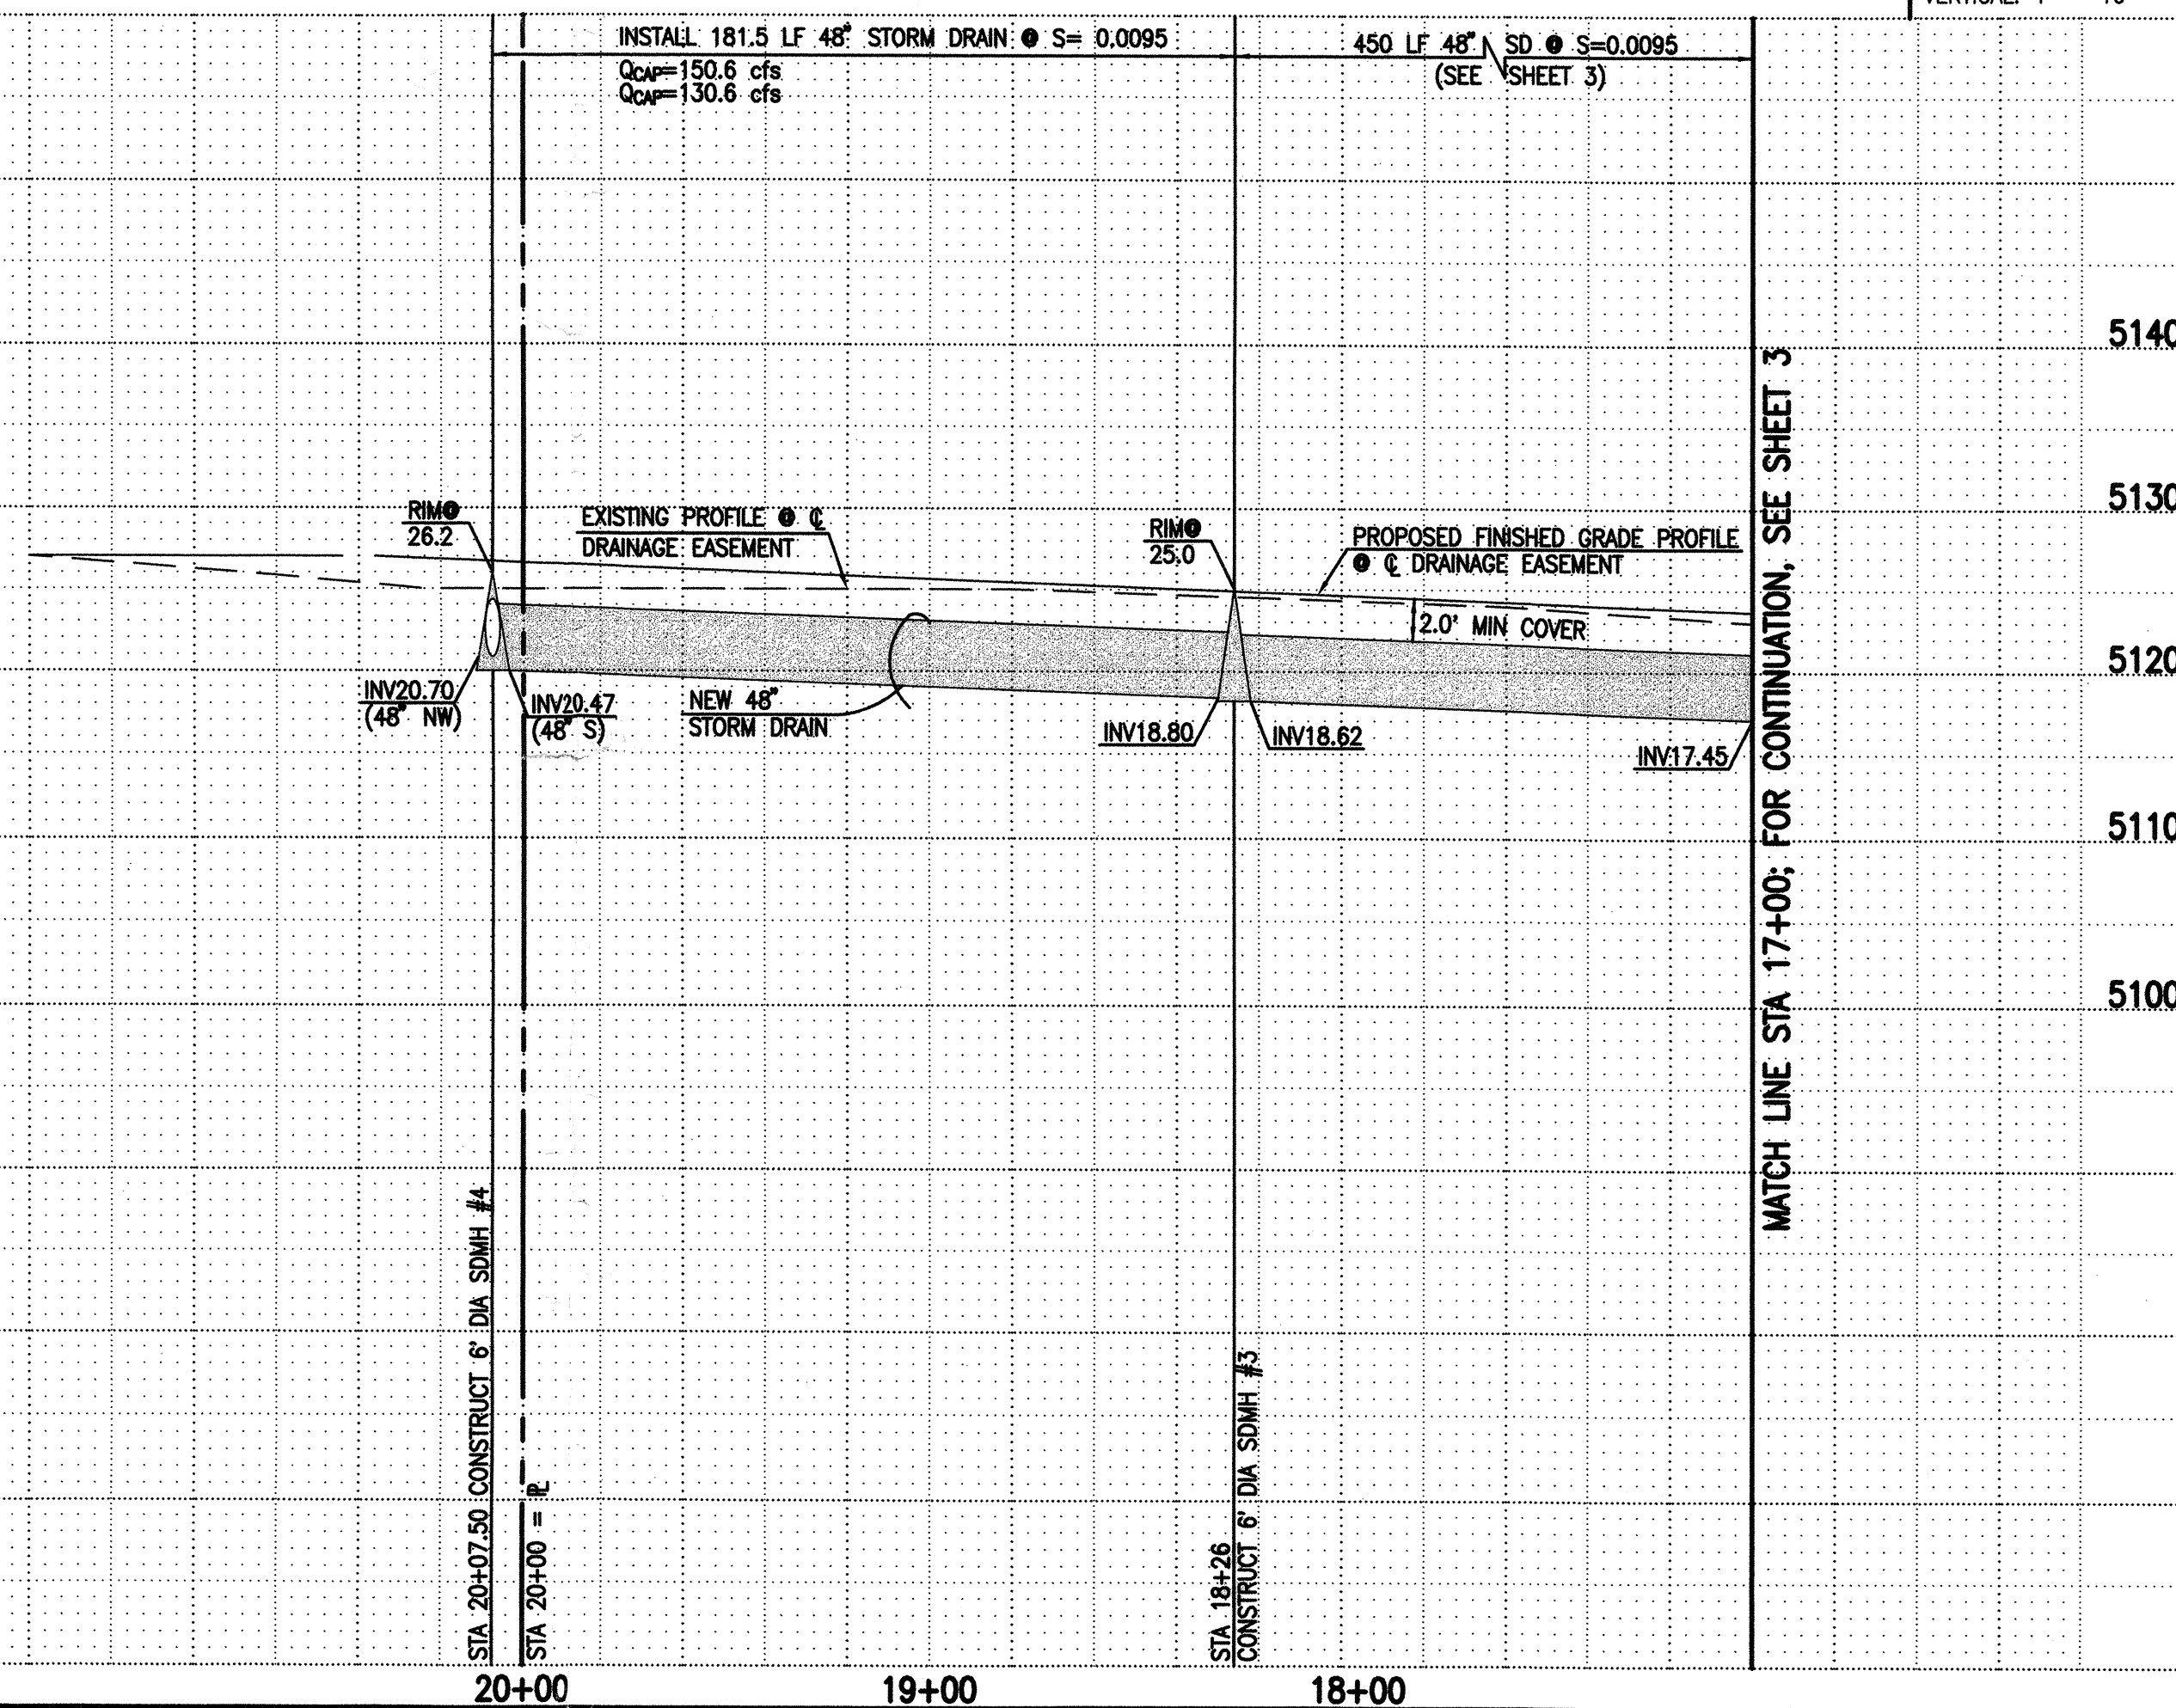 INSTALL 181.5 LF 48" STORM DRAIN @ S= 0.0095
QCAP=150.6 cfs
QCAP=130.6 cfs
450 LF 48" SD @ S=0.0095
(SEE SHEET 3)
5140
5130
5120
5110
5100
RIM@
26.2
EXISTING PROFILE @ ℄
DRAINAGE EASEMENT
RIM@
25.0
PROPOSED FINISHED GRADE PROFILE
@ ℄ DRAINAGE EASEMENT
2.0' MIN COVER
INV20.70
(48" NW)
INV20.47
(48" S)
NEW 48"
STORM DRAIN
INV18.80
INV18.62
INV17.45
MATCH LINE STA 17+00; FOR CONTINUATION, SEE SHEET 3
STA 20+07.50 CONSTRUCT 6' DIA SDMH #4
STA 20+00 = ⅊
STA 18+26
CONSTRUCT 6' DIA SDMH #3
20+00
19+00
18+00